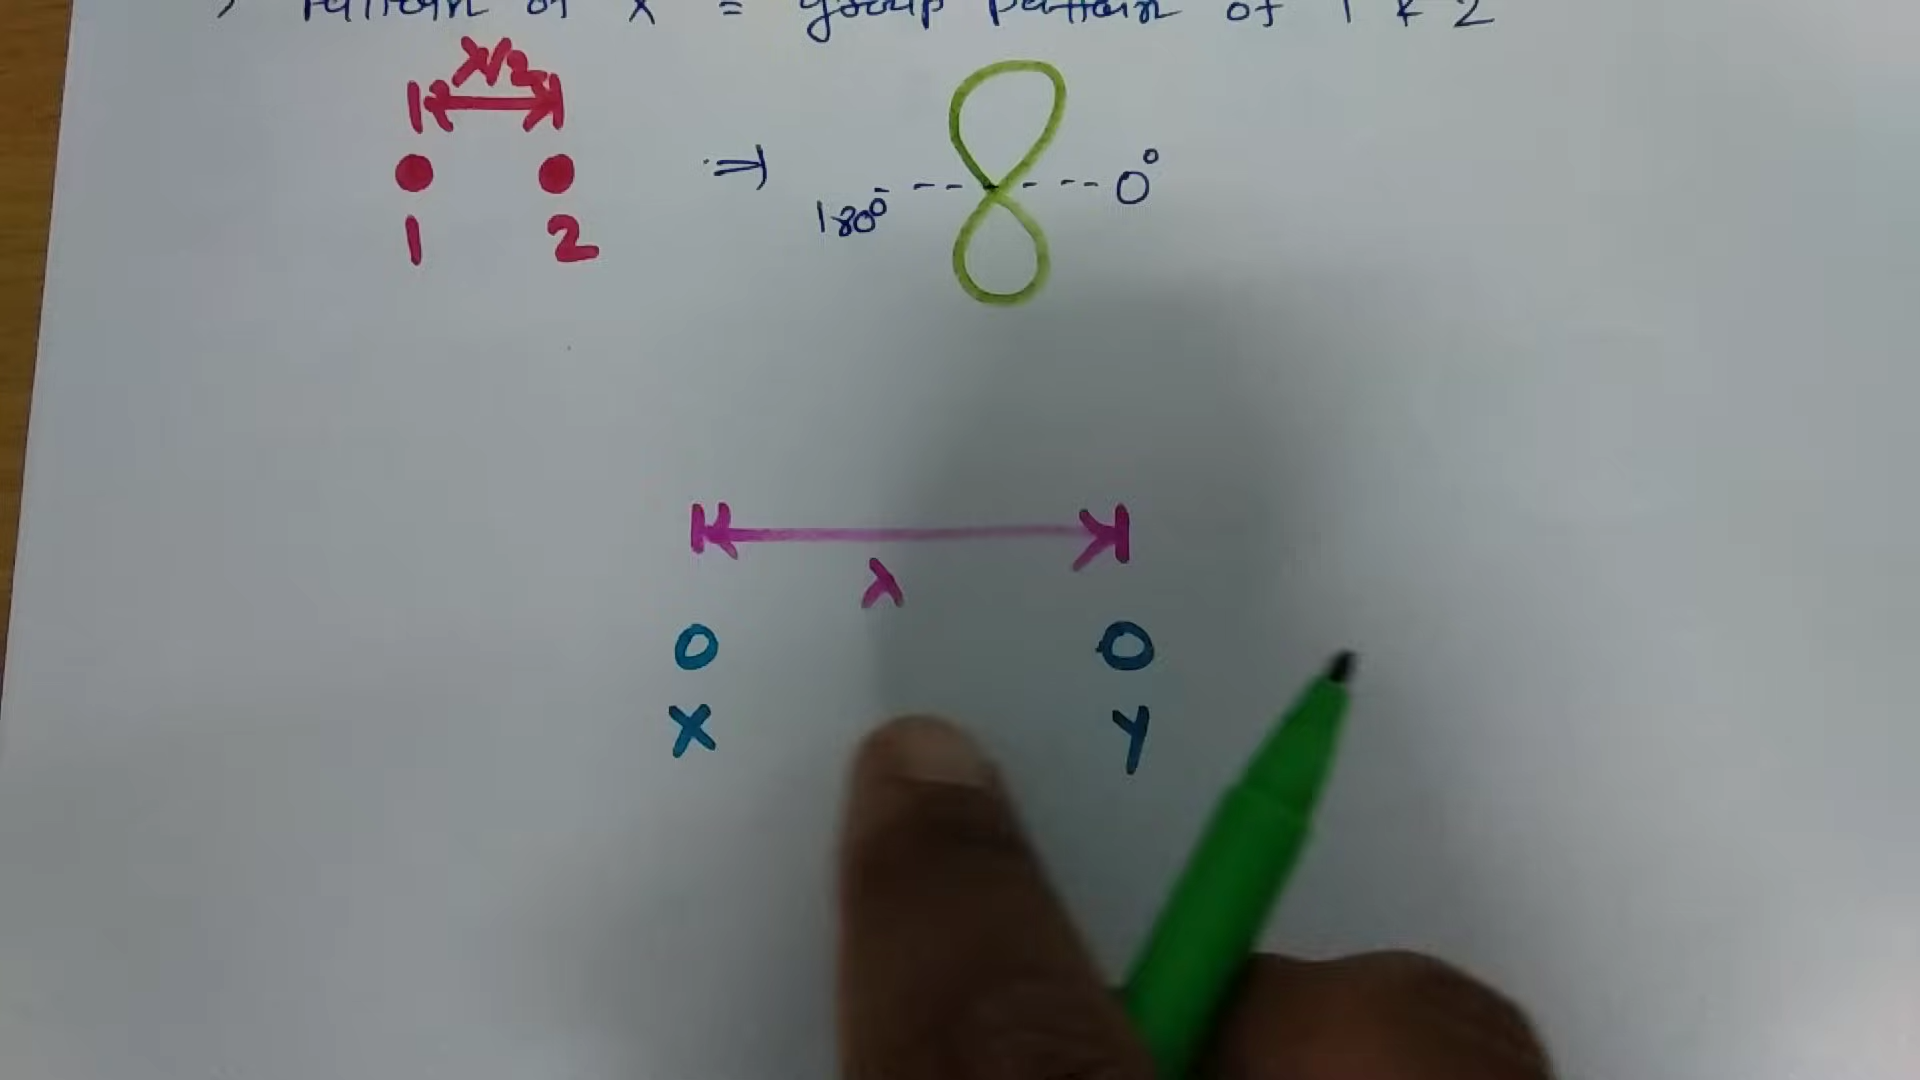 Pattern of X = group pattern of 1 & 2
λ/2
1 2 ⇒ 180° 0°
λ
O O
X Y